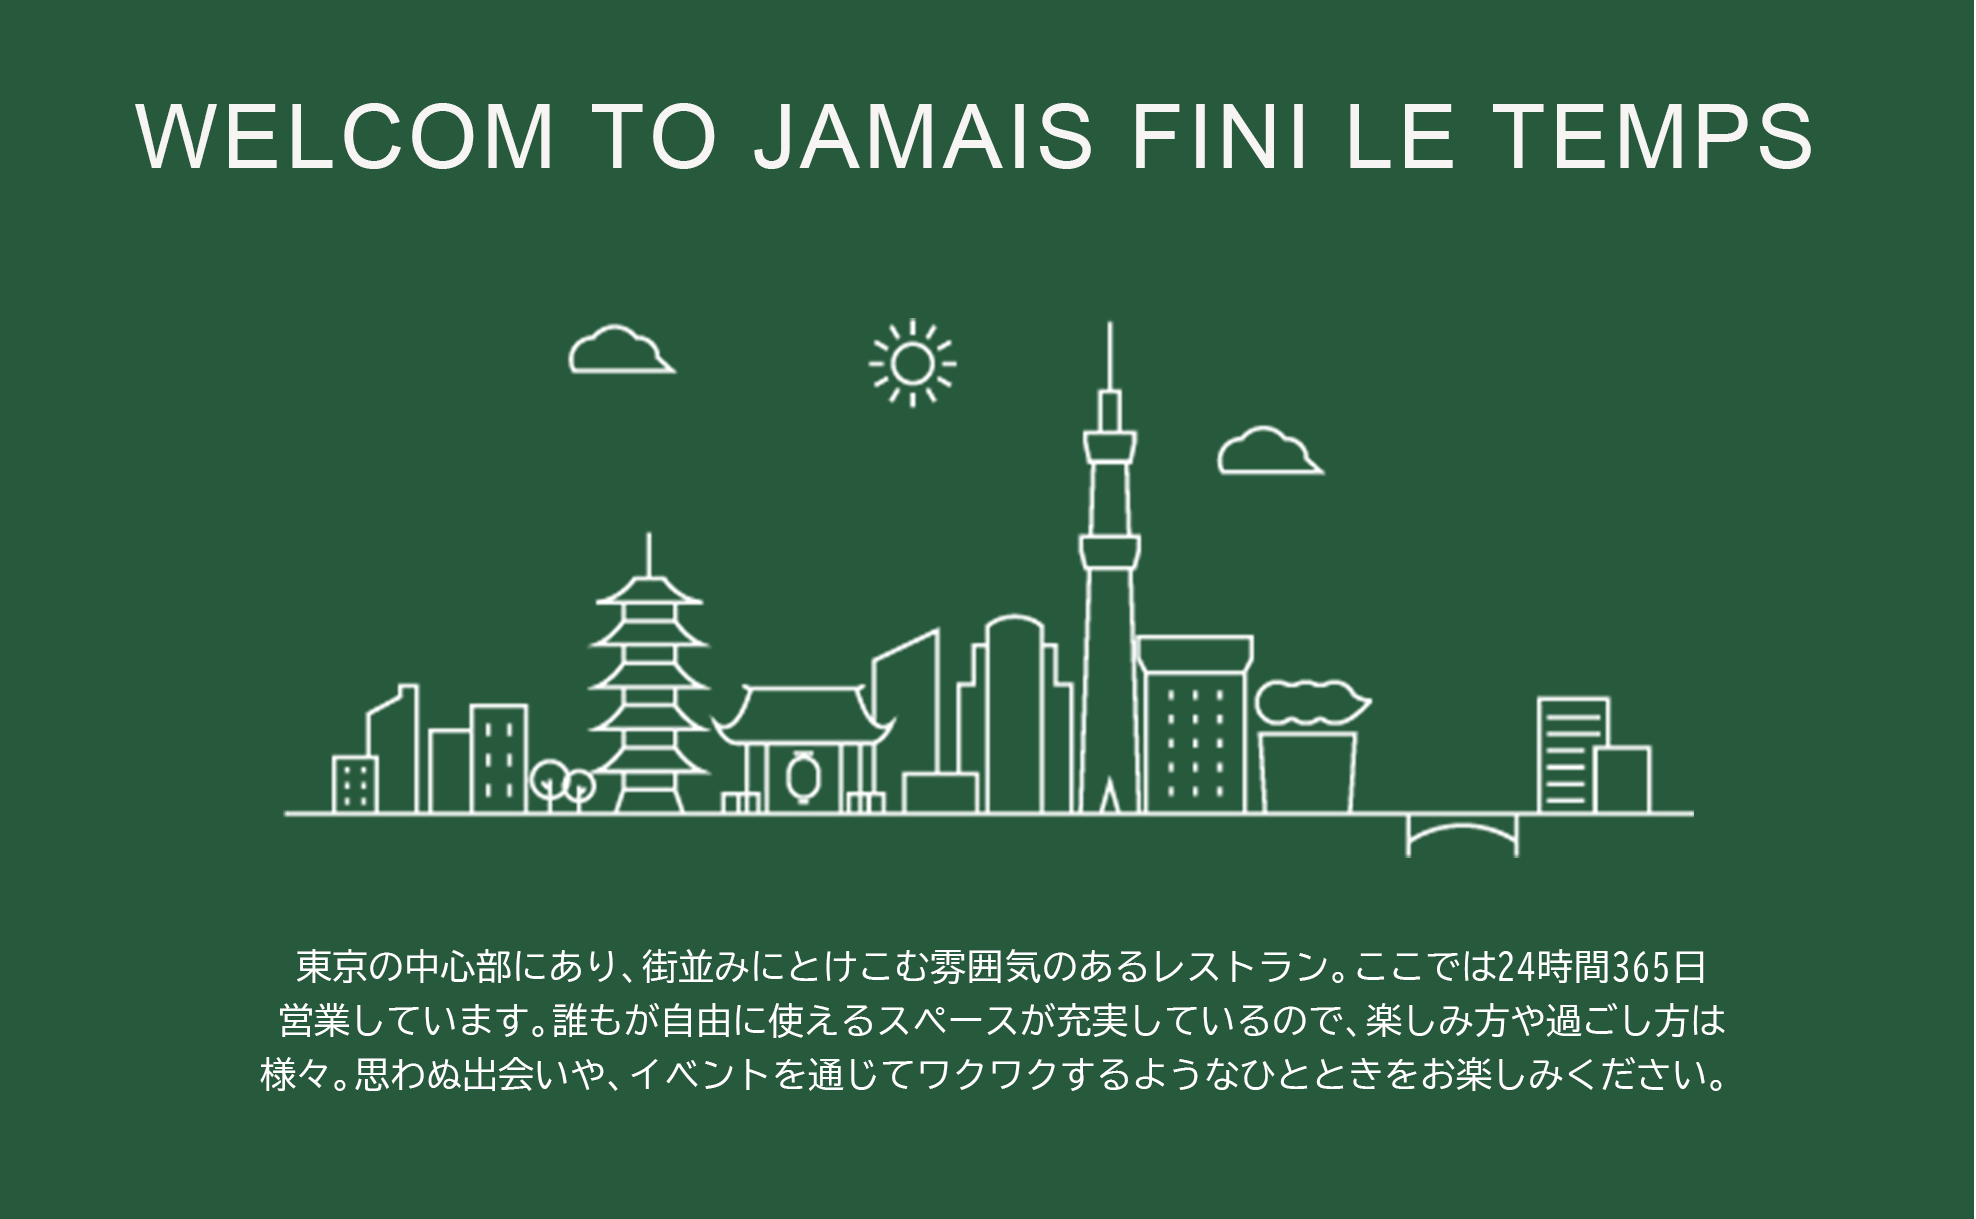 WELCOM TO JAMAIS FINI LE TEMPS
東京の中心部にあり、街並みにとけこむ雰囲気のあるレストラン。ここでは24時間365日
営業しています。誰もが自由に使えるスペースが充実しているので、楽しみ方や過ごし方は
様々。思わぬ出会いや、イベントを通じてワクワクするようなひとときをお楽しみください。